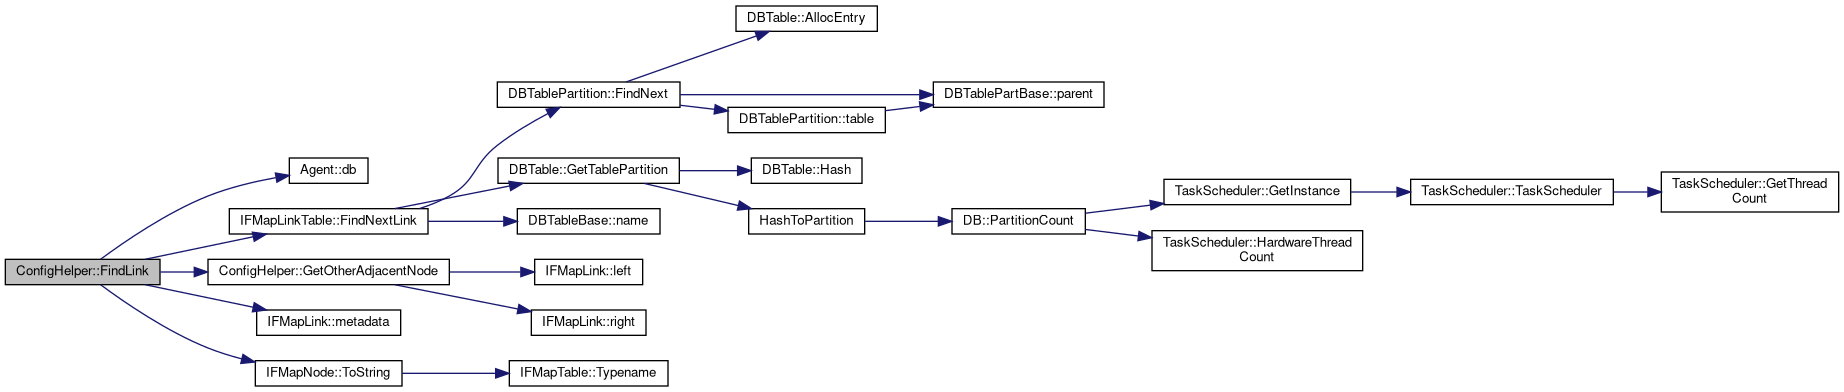 DBTable::AllocEntry
DBTablePartition::FindNext
DBTablePartBase::parent
DBTablePartition::table
Agent::db
DBTable::GetTablePartition
DBTable::Hash
TaskScheduler::GetInstance
TaskScheduler::TaskScheduler
TaskScheduler::GetThread
Count
IFMapLinkTable::FindNextLink
DBTableBase::name
HashToPartition
DB::PartitionCount
TaskScheduler::HardwareThread
Count
ConfigHelper::FindLink
ConfigHelper::GetOtherAdjacentNode
IFMapLink::left
IFMapLink::metadata
IFMapLink::right
IFMapNode::ToString
IFMapTable::Typename